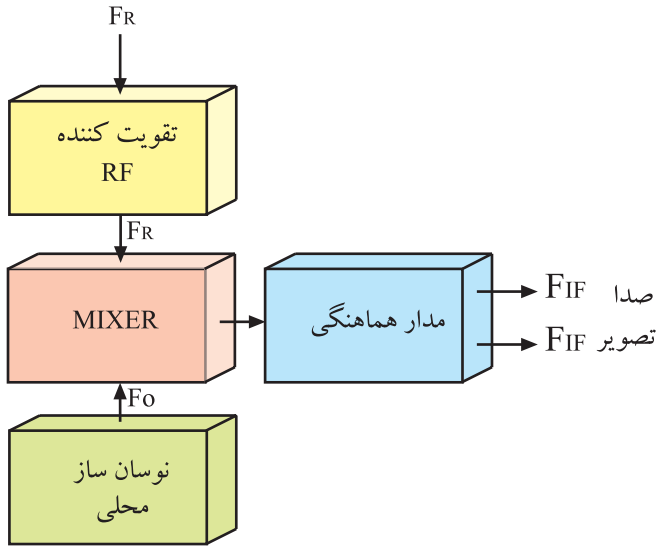 FR
تقویت کننده
RF
FR
MIXER
مدار هماهنگی
FIF صدا
FIF تصویر
FO
نوسان ساز
محلی